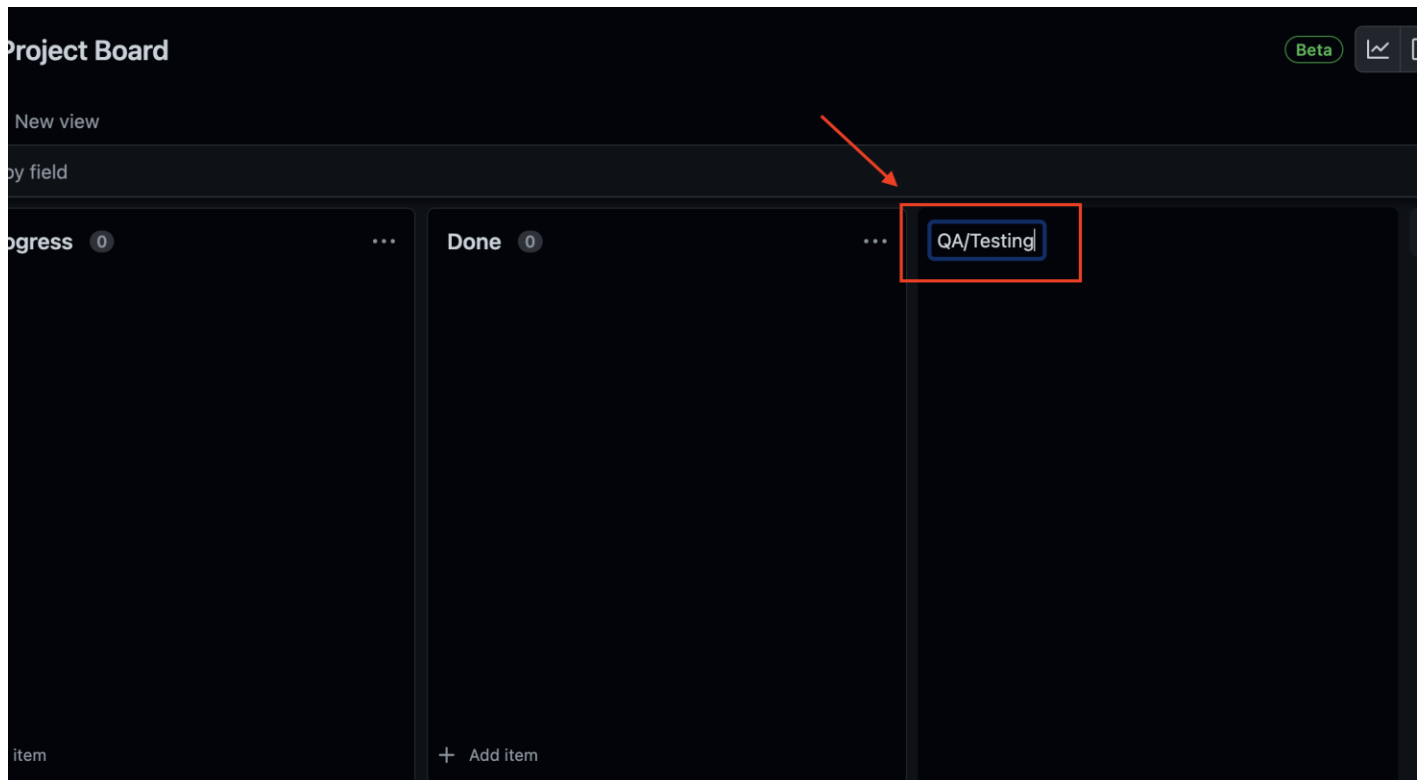 Project Board
Beta
New view
by field
ogress 0
Done 0
QA/Testing
item
+ Add item